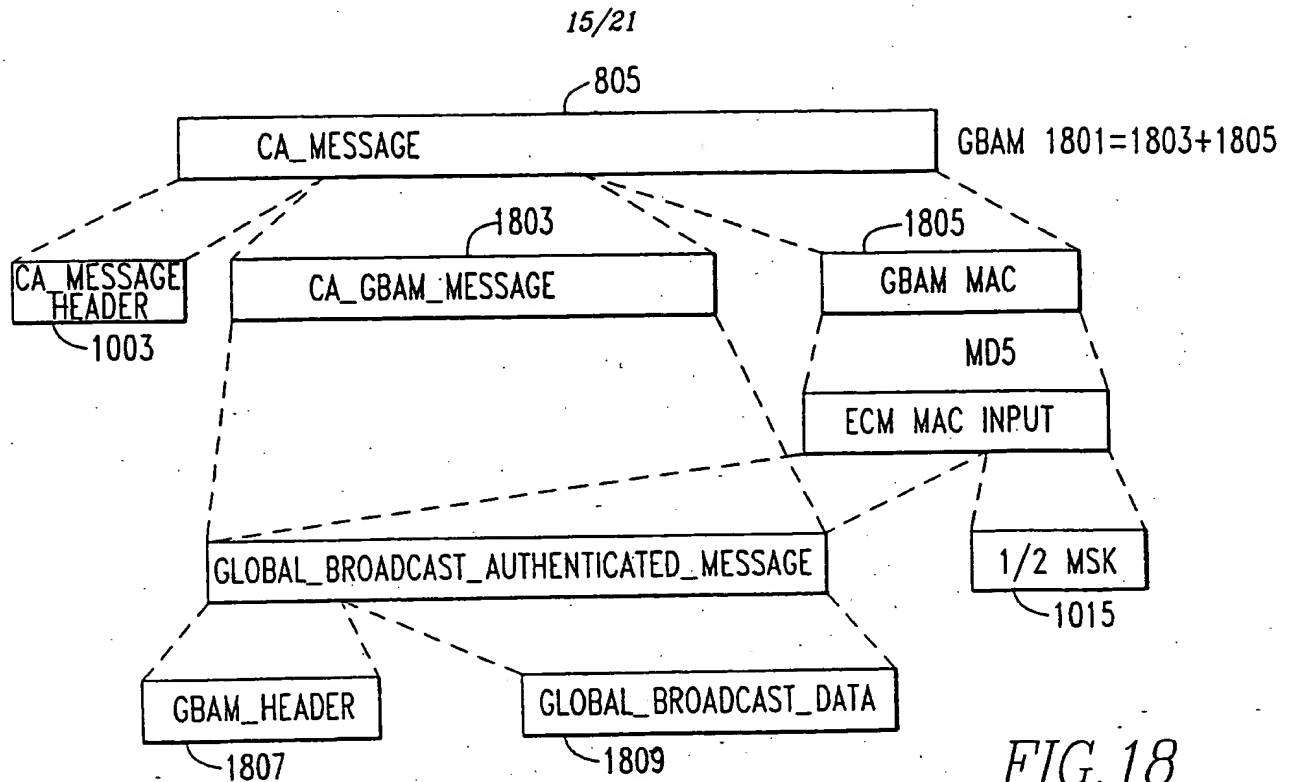 15/21
805
CA_MESSAGE
GBAM 1801=1803+1805
1803
1805
CA_MESSAGE
HEADER
CA_GBAM_MESSAGE
GBAM MAC
1003
MD5
ECM MAC INPUT
GLOBAL_BROADCAST_AUTHENTICATED_MESSAGE
1/2 MSK
1015
GBAM_HEADER
GLOBAL_BROADCAST_DATA
1807
1809
FIG. 18